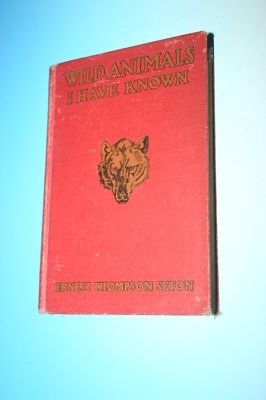 WILD ANIMALS
I HAVE KNOWN
ERNEST THOMPSON SETON